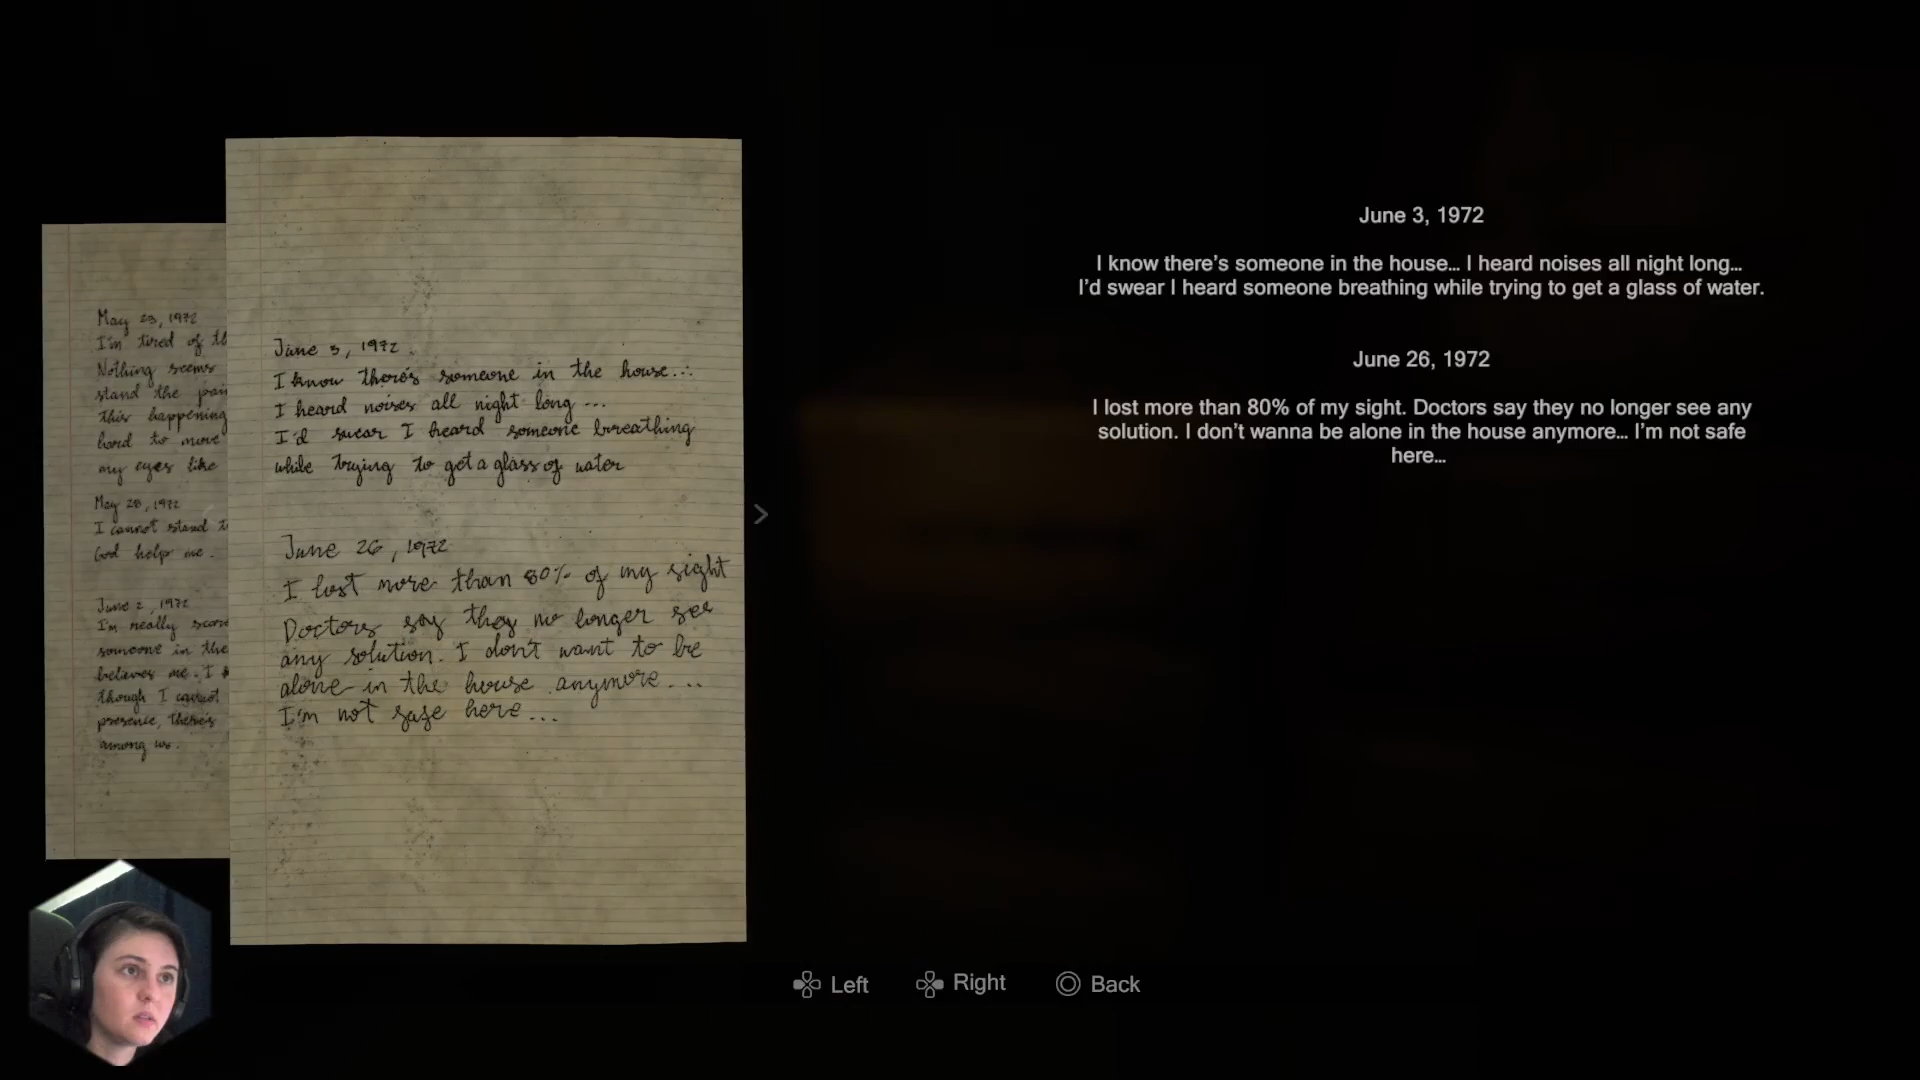 May 23, 1972
I'm tired of
Nothing seems
stand the
this happening
hard to move
my eyes like
May 28, 1972
I cannot stand
God help me.
June 2, 1972
I'm really
someone in the
believes me. I
though I cannot
presence, there's
among us.
June 3, 1972
I know there's someone in the house...
I heard noises all night long ...
I'd swear I heard someone breathing
while trying to get a glass of water
June 26, 1972
I lost more than 80% of my sight
Doctors say they no longer see
any solution. I don't want to be
alone in the house anymore...
I'm not safe here...
June 3, 1972
I know there's someone in the house... I heard noises all night long...
I'd swear I heard someone breathing while trying to get a glass of water.
June 26, 1972
I lost more than 80% of my sight. Doctors say they no longer see any
solution. I don't wanna be alone in the house anymore... I'm not safe
here...
Left
Right
Back